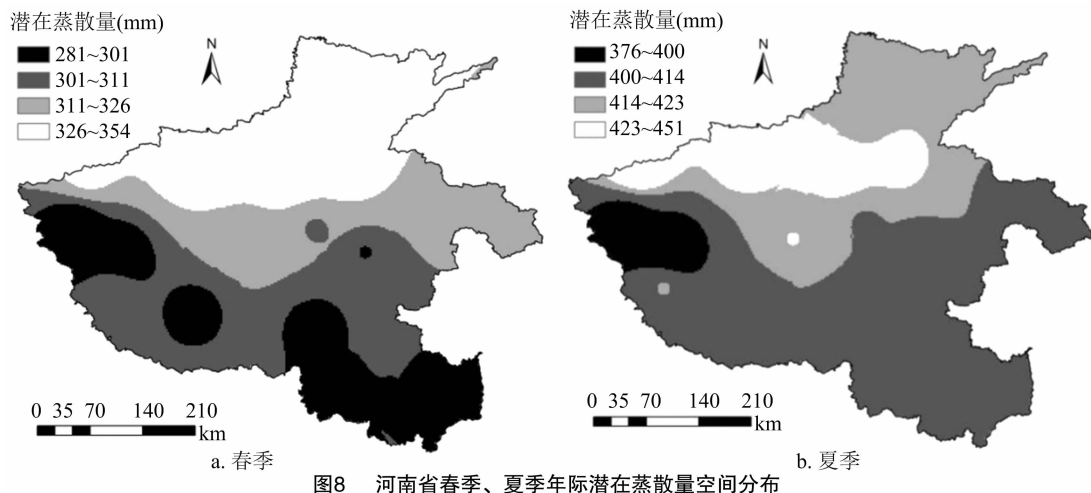 潜在蒸散量(mm)
281~301
301~311
311~326
326~354
N
0 35 70 140 210
km
a. 春季
潜在蒸散量(mm)
376~400
400~414
414~423
423~451
N
0 35 70 140 210
km
b. 夏季
图8 河南省春季、夏季年际潜在蒸散量空间分布